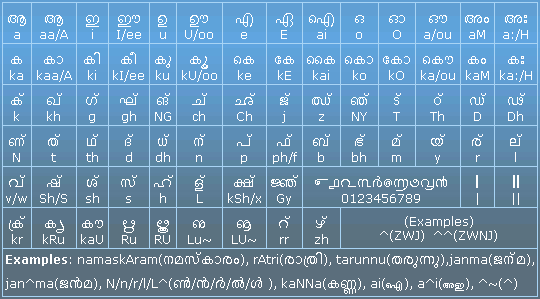 അ ആ ഇ ഈ ഉ ഊ എ ഏ ഐ ഒ ഓ ഔ അം അഃ
a aa/A i I/ee u U/oo e E ai o O a/ou aM a:/H
ക കാ കി കീ കു കൂ കെ കേ കൈ കൊ കോ കൌ കം കഃ
ka kaa/A ki kI/ee ku kU/oo ke kE kai ko kO ka/ou kaM ka:/H
ക് ഖ് ഗ് ഘ് ങ് ച് ഛ് ജ് ഝ് ഞ് ട് ഠ് ഡ് ഢ്
k kh g gh NG ch Ch j z NY T Th D Dh
ണ് ത് ഥ് ദ് ധ് ന് പ് ഫ് ബ് ഭ് മ് യ് ര് ല്
N t th d dh n p ph/f b bh m y r l
വ് ഷ് ശ് സ് ഹ് ള് ക്ഷ് ജ്ഞ് ൦൧൨൩൪൫൬൭൮൯ | ||
v/w Sh/S sh s h L kSh/x Gy 0123456789 | ||
ക്ര് കൃ കൗ ഋ ൠ ഌ ൡ റ് ഴ് (Examples)
kr kRu kaU Ru RU Lu~ LU~ rr zh ^(ZWJ) ^^(ZWNJ)
Examples: namaskAram(നമസ്കാരം), rAtri(രാത്രി), tarunnu(തരുന്നു),janma(ജന്മ),
jan^ma(ജൻമ), N/n/r/l/L^(ൺ/ൻ/ർ/ൽ/ൾ ), kaNNa(കണ്ണ), ai(ഐ), a^i(അഇ), ^~(^)